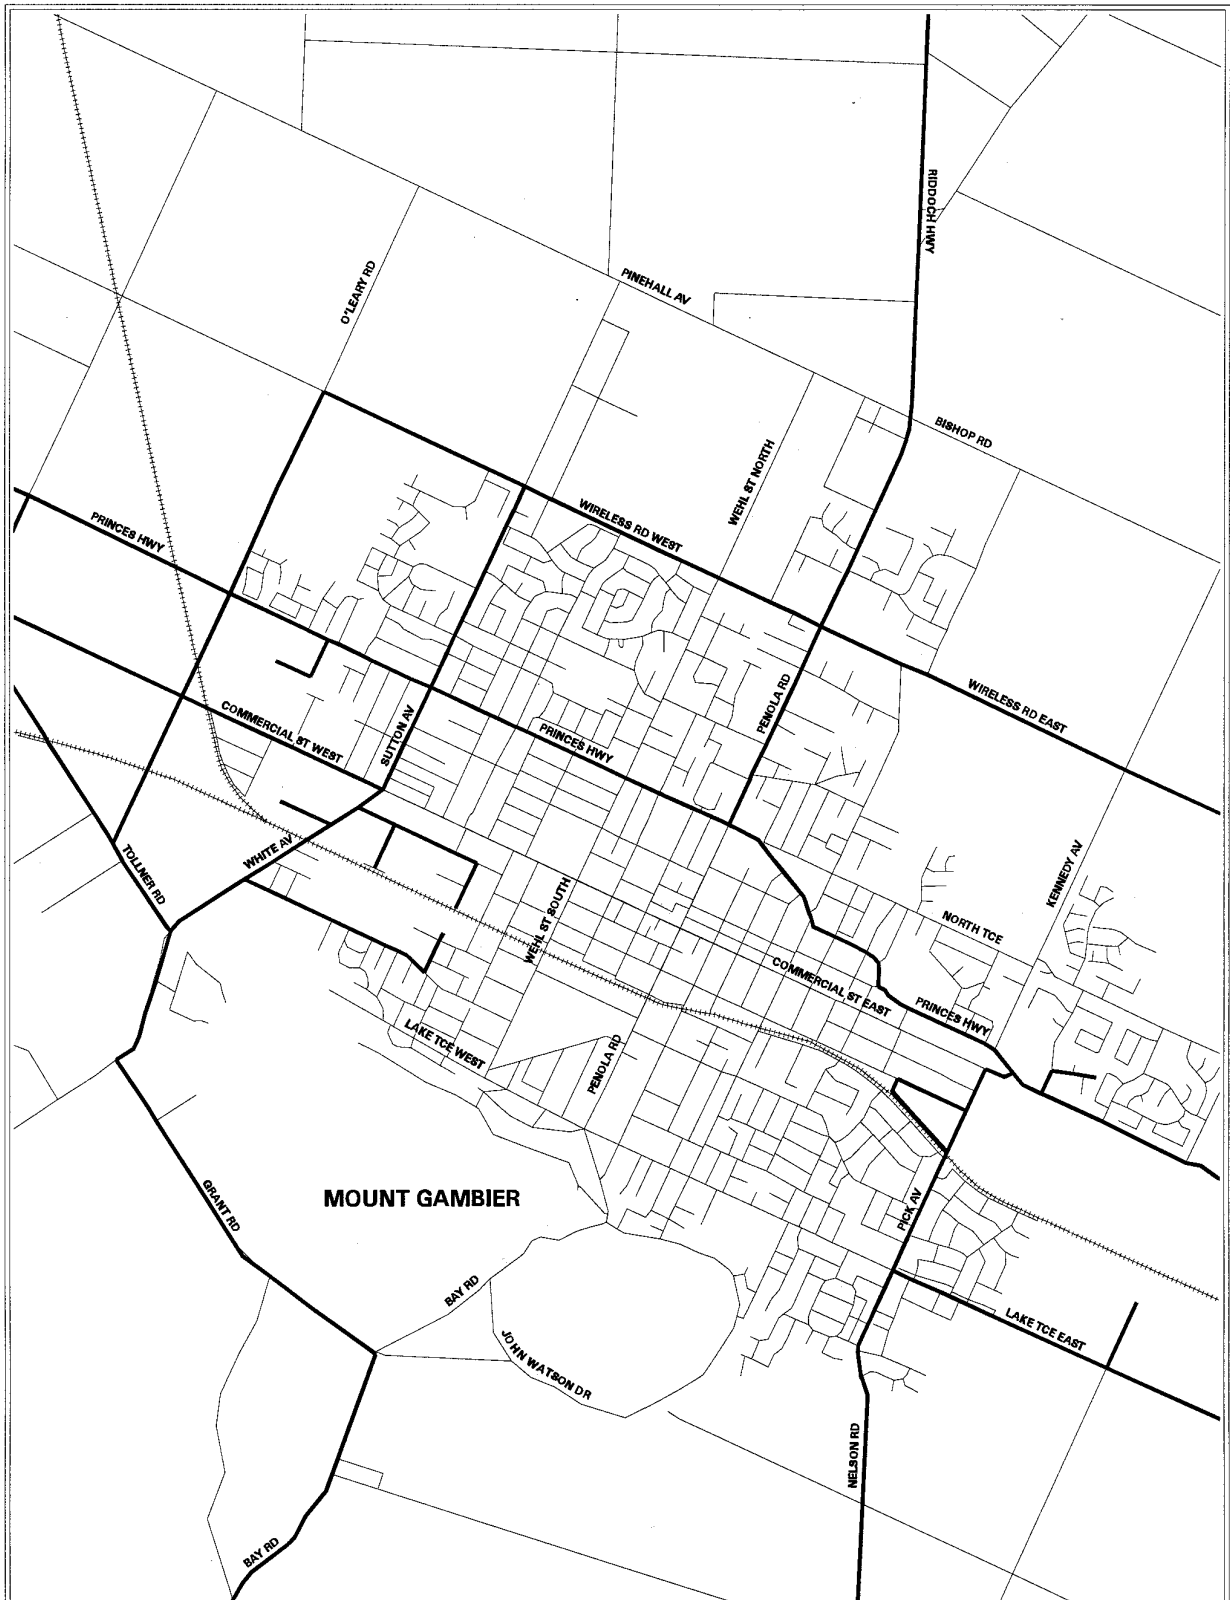 RIDDOCH HWY
O'LEARY RD
PINEHALL AV
BISHOP RD
WEHL ST NORTH
PRINCES HWY
WIRELESS RD WEST
WIRELESS RD EAST
PENOLA RD
COMMERCIAL ST WEST
SUTTON AV
PRINCES HWY
TOLLNER RD
WHITE AV
KENNEDY AV
WEHL ST SOUTH
NORTH TCE
COMMERCIAL ST EAST
PRINCES HWY
LAKE TCE WEST
PENOLA RD
GRANT RD
MOUNT GAMBIER
PICK AV
BAY RD
LAKE TCE EAST
JOHN WATSON DR
NELSON RD
BAY RD